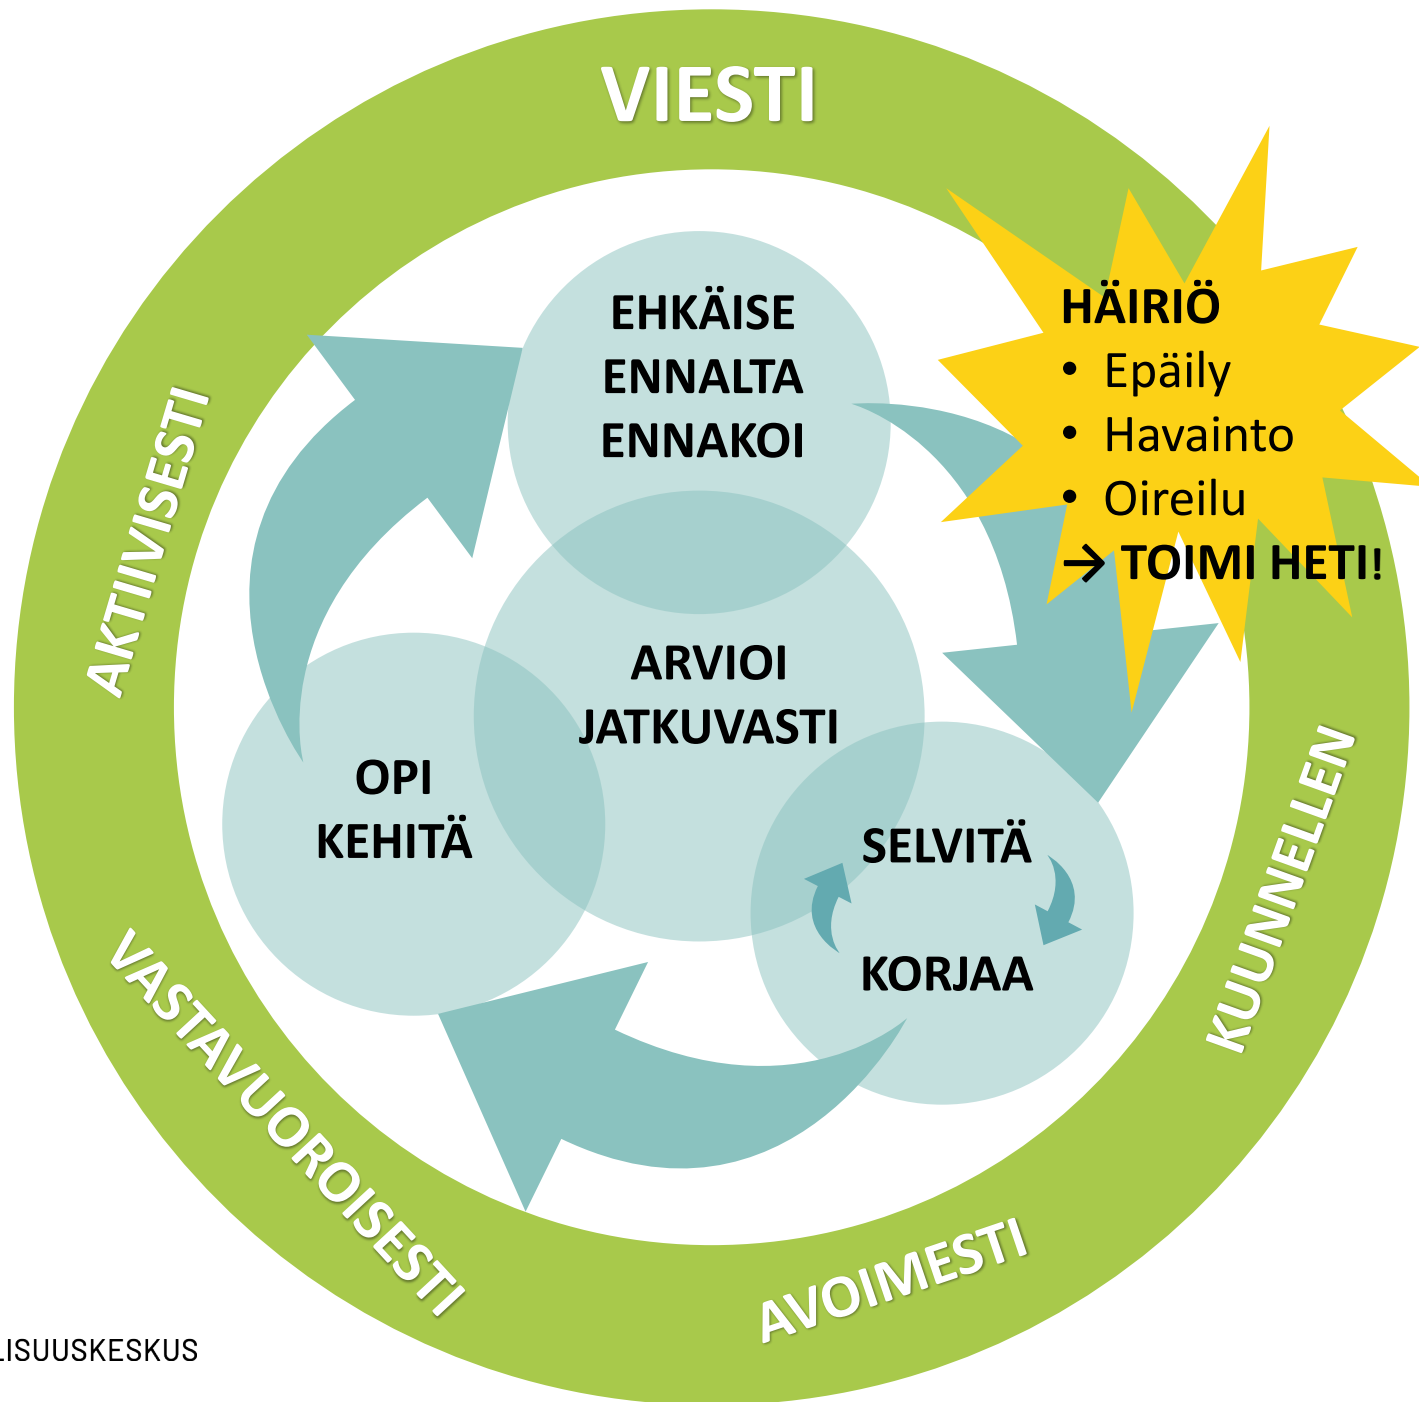 VIESTI
HÄIRIÖ
• Epäily
• Havainto
• Oireilu
→ TOIMI HETI!
EHKÄISE
ENNALTA
ENNAKOI
AKTIIVISESTI
ARVIOI
JATKUVASTI
OPI
KEHITÄ
SELVITÄ
KORJAA
KUUNNELLEN
VASTAVUOROISESTI
AVOIMESTI
LISUUSKESKUS